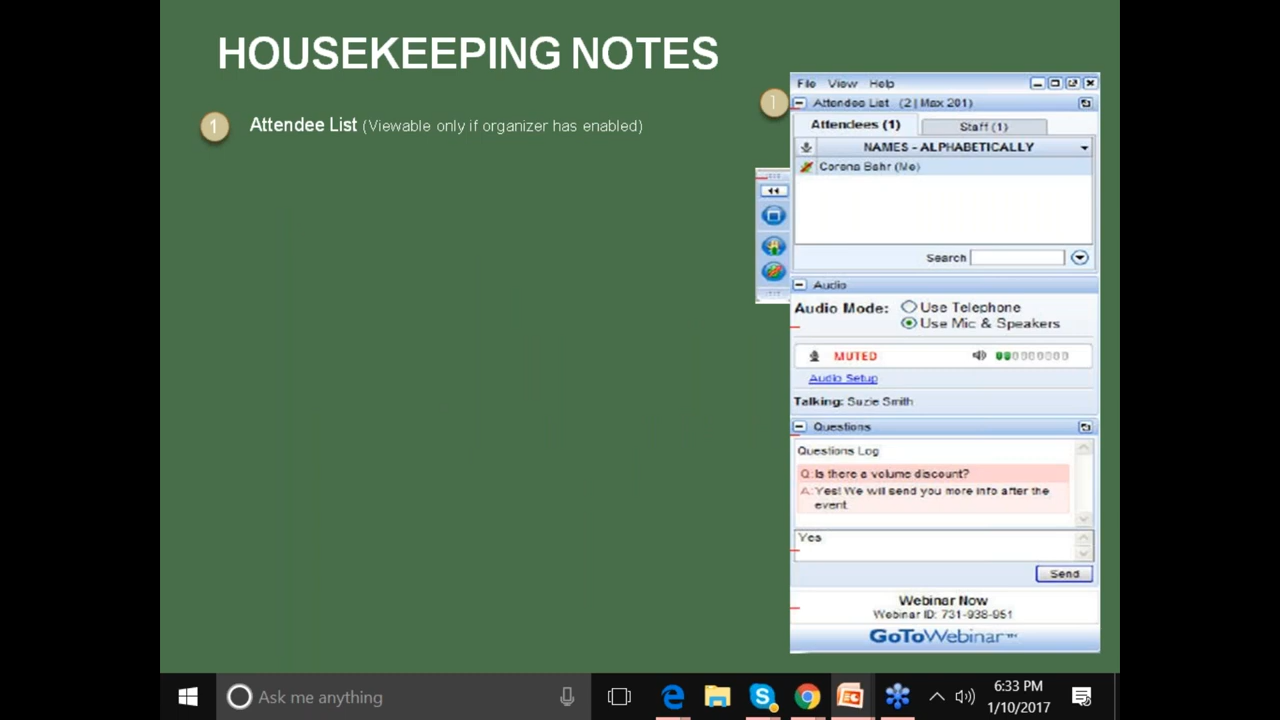 HOUSEKEEPING NOTES
1 Attendee List (Viewable only if organizer has enabled)
1
File View Help
Attendee List (2 | Max 201)
Attendees (1) Staff (1)
NAMES - ALPHABETICALLY
Corena Bahr (Me)
Search
Audio
Audio Mode: Use Telephone
Use Mic & Speakers
MUTED
Audio Setup
Talking: Suzie Smith
Questions
Questions Log
Q: Is there a volume discount?
A: Yes! We will send you more info after the
event.
Yes
Send
Webinar Now
Webinar ID: 731-938-951
GoToWebinar™
Ask me anything
6:33 PM
1/10/2017